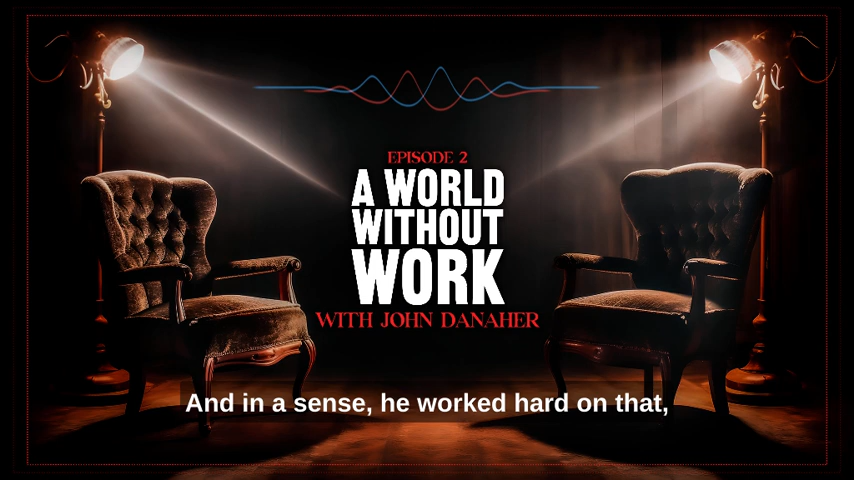 EPISODE 2
A WORLD
WITHOUT
WORK
WITH JOHN DANAHER
And in a sense, he worked hard on that,